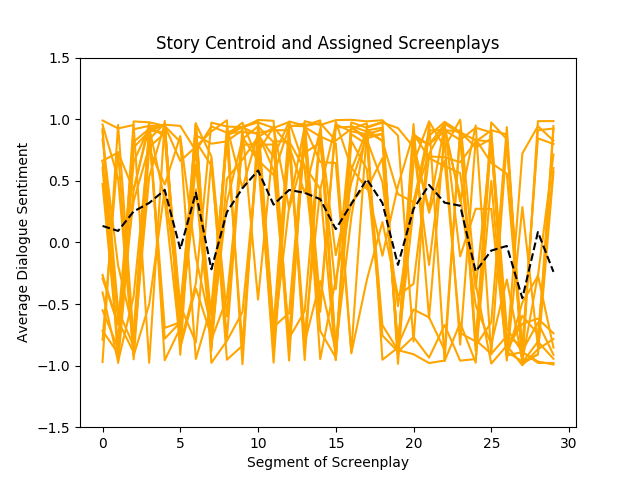 Story Centroid and Assigned Screenplays
Average Dialogue Sentiment
1.5
1.0
0.5
0.0
−0.5
−1.0
−1.5
0 5 10 15 20 25 30
Segment of Screenplay